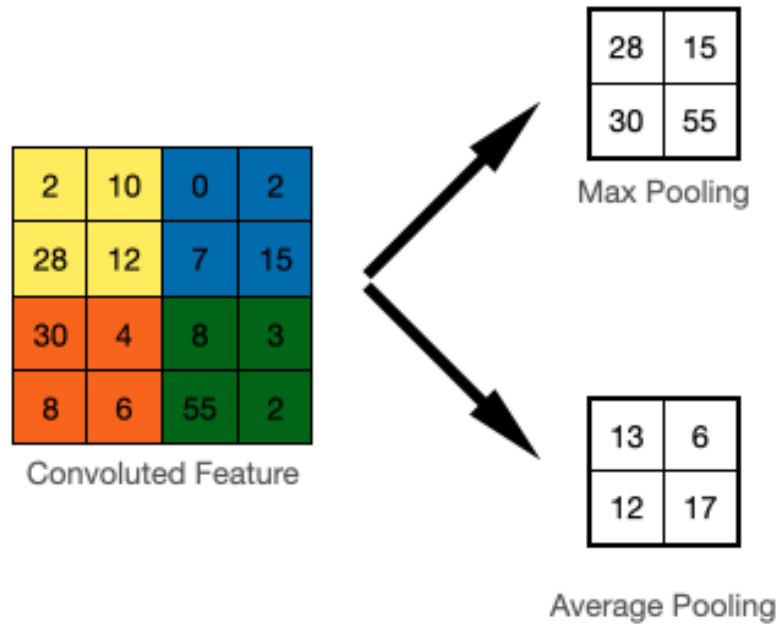 28 15
30 55
Max Pooling
2 10 0 2
28 12 7 15
30 4 8 3
8 6 55 2
Convoluted Feature
13 6
12 17
Average Pooling